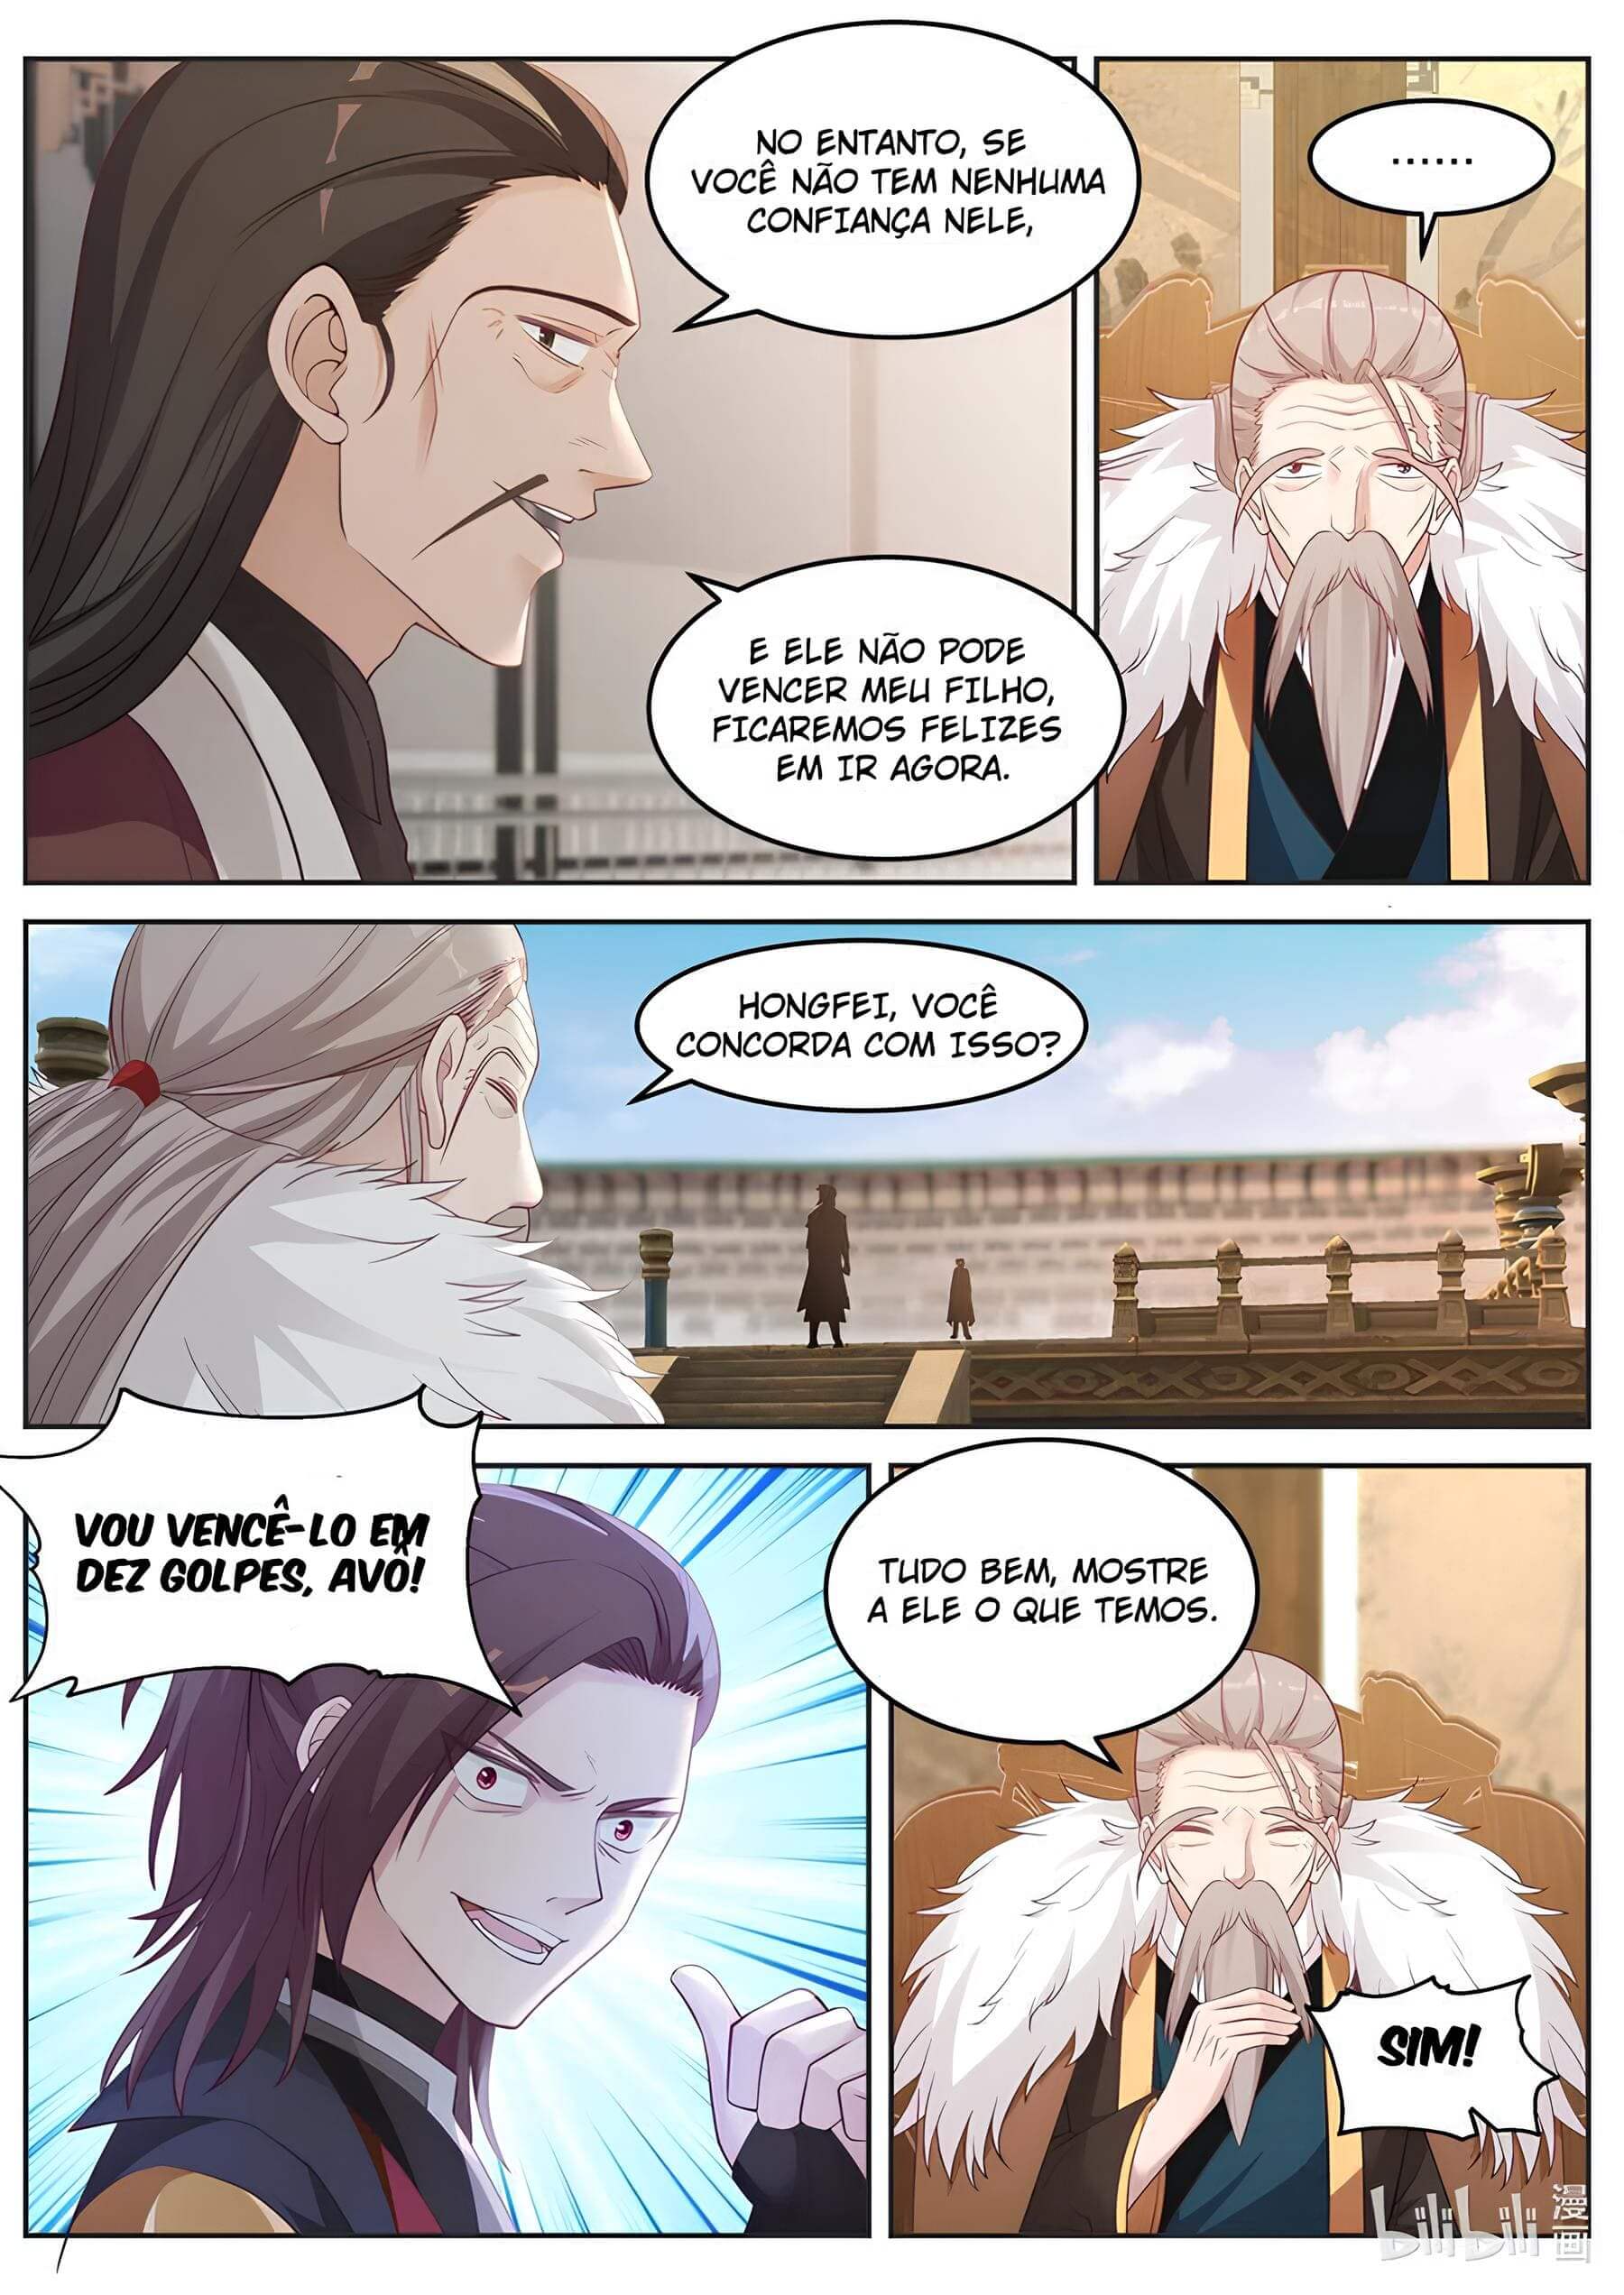 NO ENTANTO, SE
VOCÊ NÃO TEM NENHUMA
CONFIANÇA NELE,
......
E ELE NÃO PODE
VENCER MEU FILHO,
FICAREMOS FELIZES
EM IR AGORA.
HONGFEI, VOCÊ
CONCORDA COM ISSO?
VOU VENCÊ-LO EM
DEZ GOLPES, AVÔ!
TUDO BEM, MOSTRE
A ELE O QUE TEMOS.
SIM!
bilibili 漫画